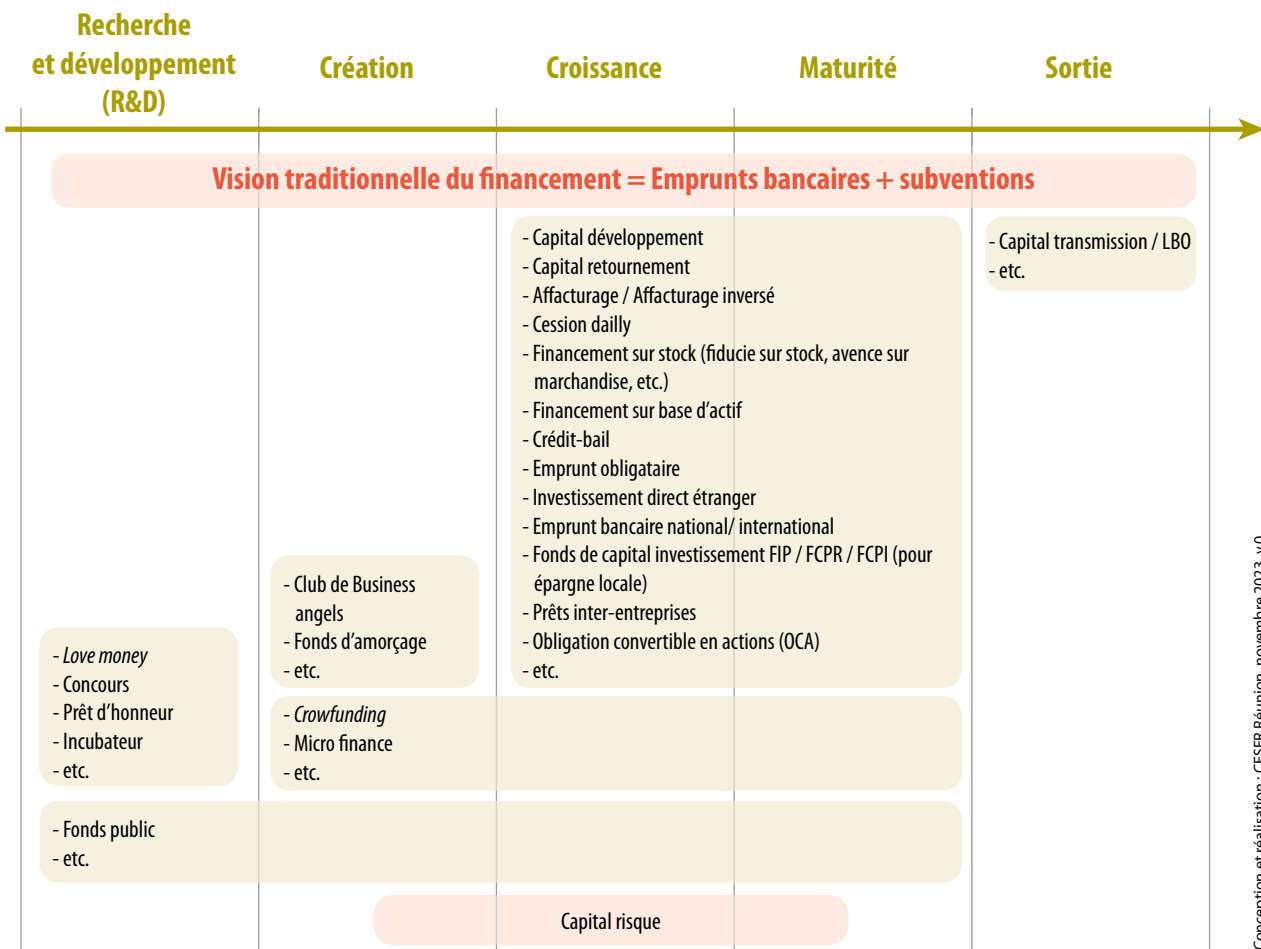 Recherche
et développement
(R&D)
Création
Croissance
Maturité
Sortie
Vision traditionnelle du financement = Emprunts bancaires + subventions
- Capital développement
- Capital retournement
- Affacturage / Affacturage inversé
- Cession dailly
- Financement sur stock (fiducie sur stock, avence sur
marchandise, etc.)
- Financement sur base d'actif
- Crédit-bail
- Emprunt obligataire
- Investissement direct étranger
- Emprunt bancaire national/ international
- Fonds de capital investissement FIP / FCPR / FCPI (pour
épargne locale)
- Prêts inter-entreprises
- Obligation convertible en actions (OCA)
- etc.
- Capital transmission / LBO
- etc.
- Club de Business
angels
- Fonds d'amorçage
- etc.
- Love money
- Concours
- Prêt d'honneur
- Incubateur
- etc.
- Crowfunding
- Micro finance
- etc.
- Fonds public
- etc.
Capital risque
Conception et réalisation : CESER Réunion, novembre 2023, v.0